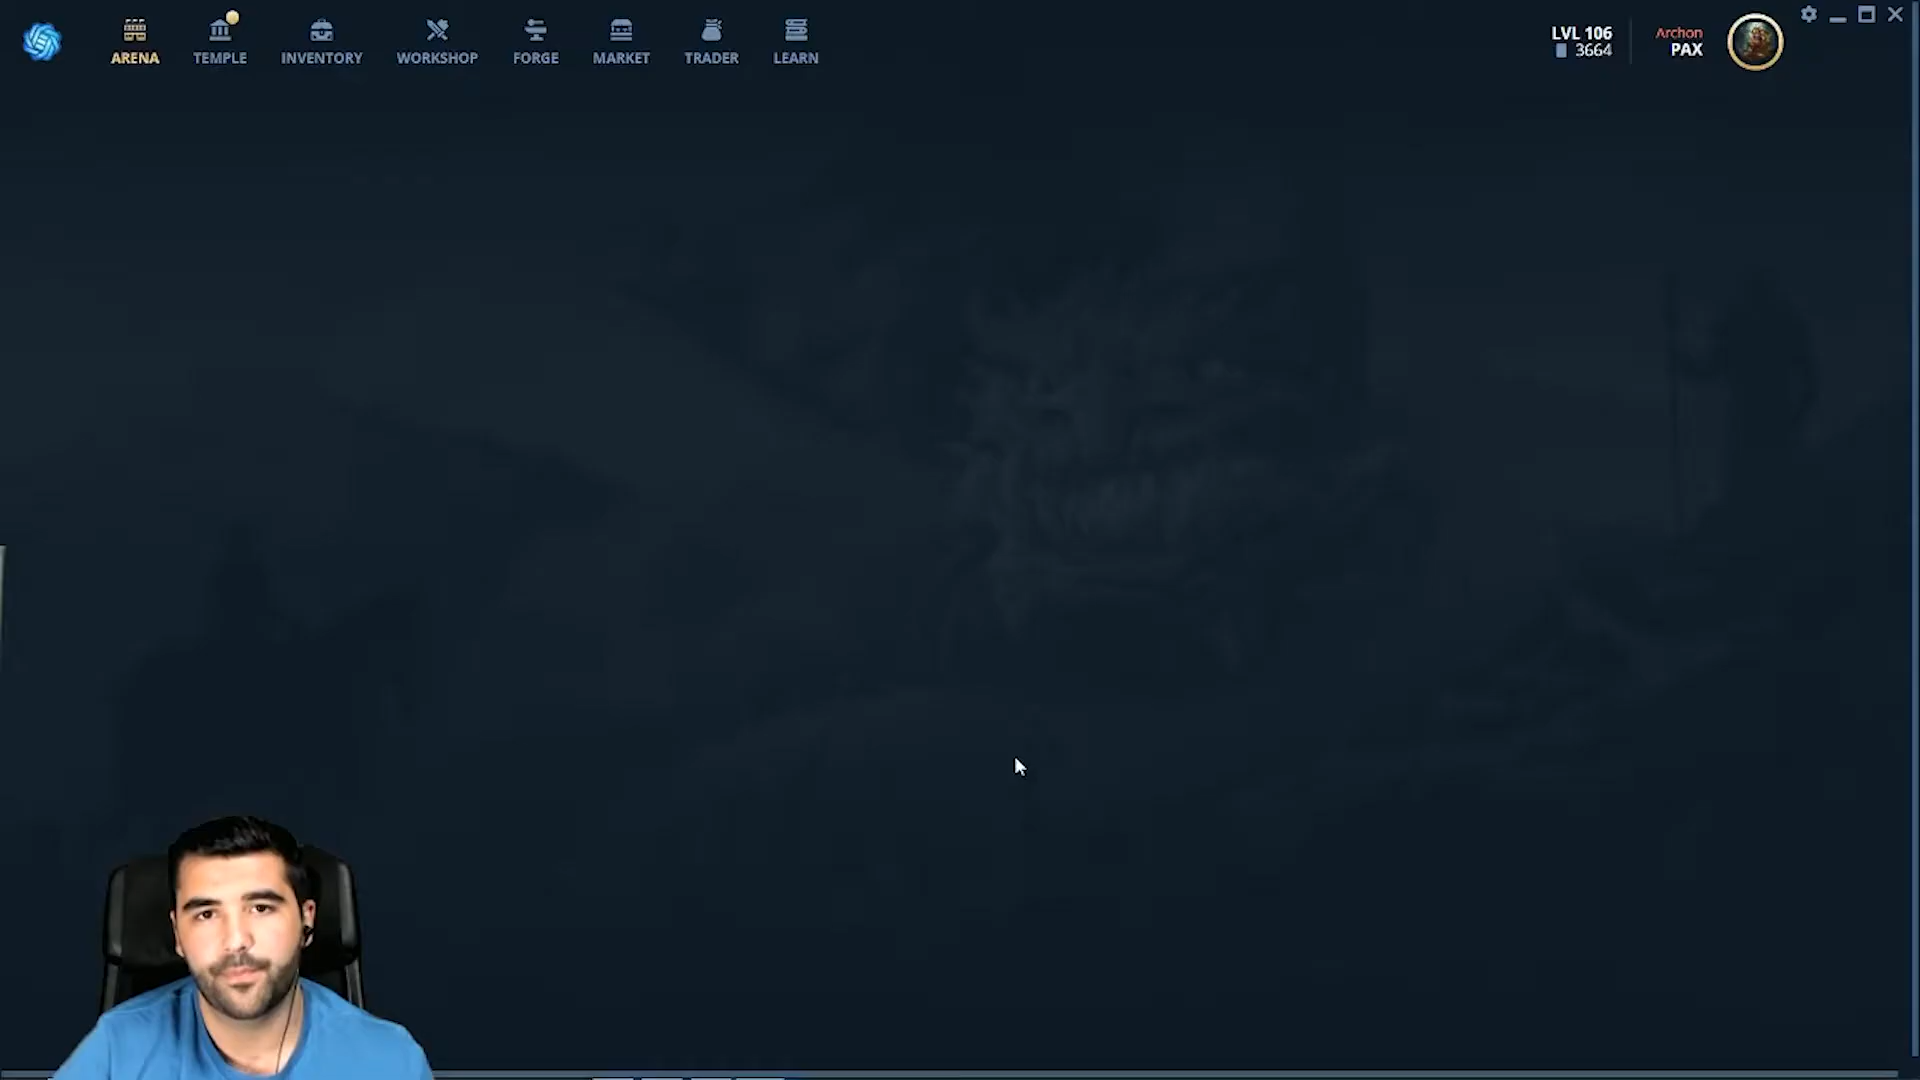 ARENA TEMPLE INVENTORY WORKSHOP FORGE MARKET TRADER LEARN
LVL 106
3664
Archon
PAX